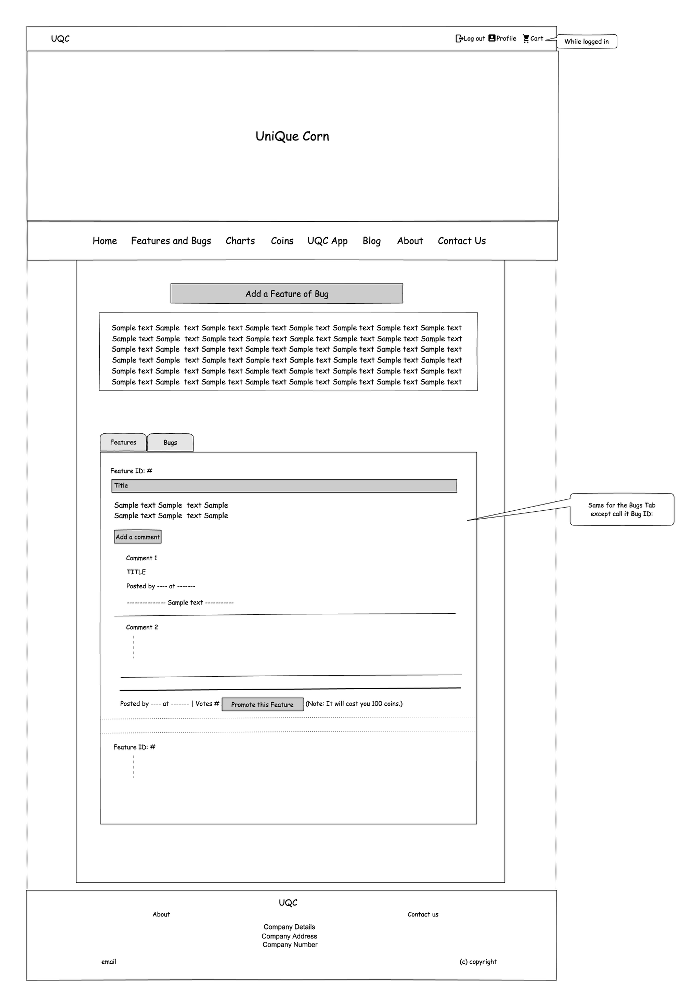 UQC
Log out Profile Cart
While logged in
UniQue Corn
Home Features and Bugs Charts Coins UQC App Blog About Contact Us
Add a Feature of Bug
Sample text Sample text Sample text Sample text Sample text Sample text Sample text Sample text
Sample text Sample text Sample text Sample text Sample text Sample text Sample text Sample text
Sample text Sample text Sample text Sample text Sample text Sample text Sample text Sample text
Sample text Sample text Sample text Sample text Sample text Sample text Sample text Sample text
Sample text Sample text Sample text Sample text Sample text Sample text Sample text Sample text
Sample text Sample text Sample text Sample text Sample text Sample text Sample text Sample text
Features Bugs
Feature ID: #
Title
Sample text Sample text Sample
Sample text Sample text Sample
Same for the Bugs Tab
except call it Bug ID:
Add a comment
Comment 1
TITLE
Posted by ---- at -------
--------------- Sample text -----------
Comment 2
Posted by ---- at ------- | Votes # Promote this Feature (Note: It will cost you 100 coins.)
Feature ID: #
UQC
About Contact us
Company Details
Company Address
Company Number
email (c) copyright